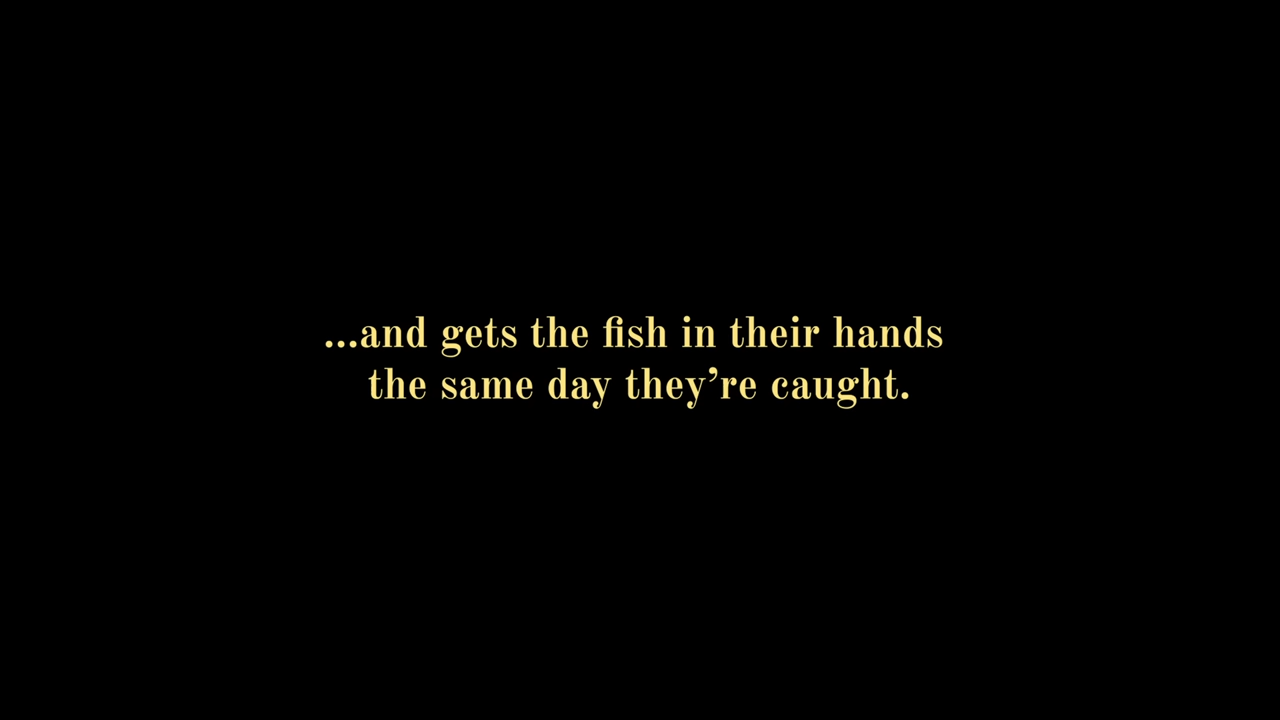 ...and gets the fish in their hands
the same day they’re caught.